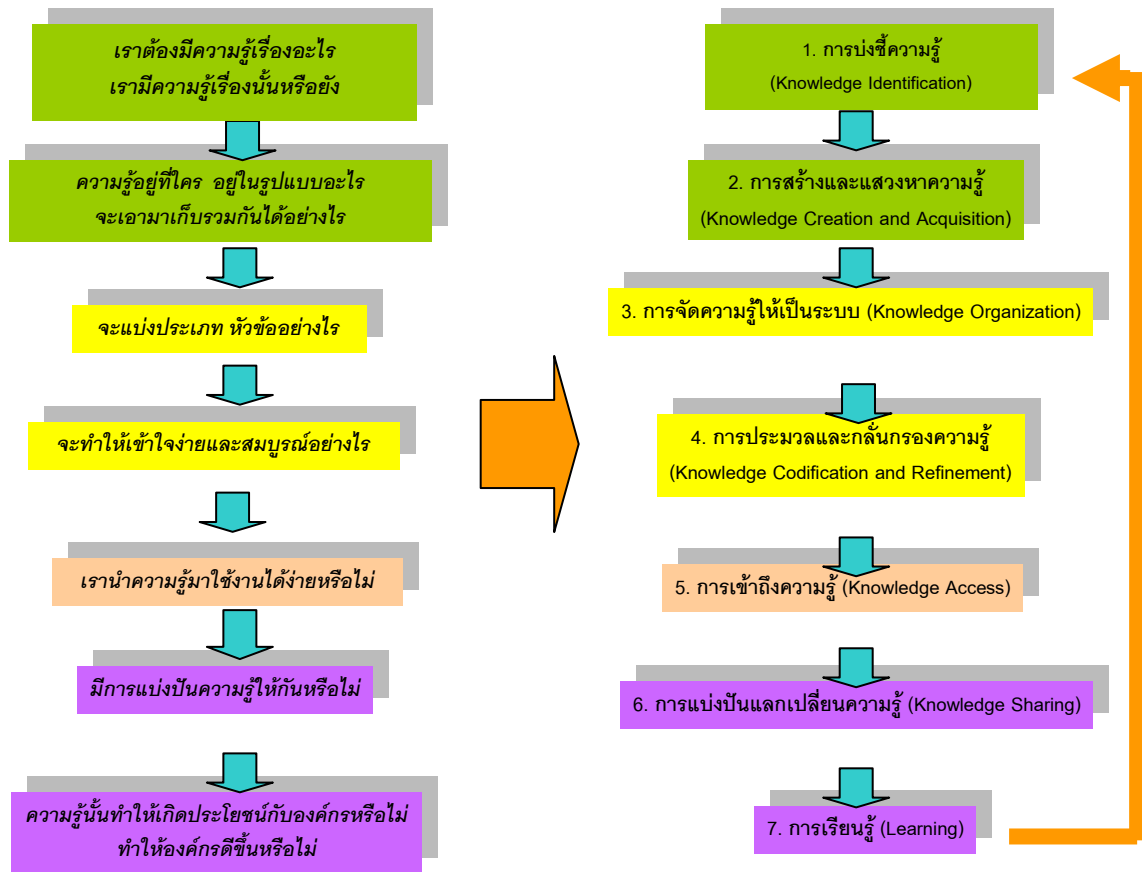 เราต้องมีความรู้เรื่องอะไร
เรามีความรู้เรื่องนั้นหรือยัง
ความรู้อยู่ที่ใคร อยู่ในรูปแบบอะไร
จะเอามาเก็บรวมกันได้อย่างไร
จะแบ่งประเภท หัวข้ออย่างไร
จะทำให้เข้าใจง่ายและสมบูรณ์อย่างไร
เรานำความรู้มาใช้งานได้ง่ายหรือไม่
มีการแบ่งปันความรู้ให้กันหรือไม่
ความรู้นั้นทำให้เกิดประโยชน์กับองค์กรหรือไม่
ทำให้องค์กรดีขึ้นหรือไม่
1. การบ่งชี้ความรู้
(Knowledge Identification)
2. การสร้างและแสวงหาความรู้
(Knowledge Creation and Acquisition)
3. การจัดความรู้ให้เป็นระบบ (Knowledge Organization)
4. การประมวลและกลั่นกรองความรู้
(Knowledge Codification and Refinement)
5. การเข้าถึงความรู้ (Knowledge Access)
6. การแบ่งปันแลกเปลี่ยนความรู้ (Knowledge Sharing)
7. การเรียนรู้ (Learning)